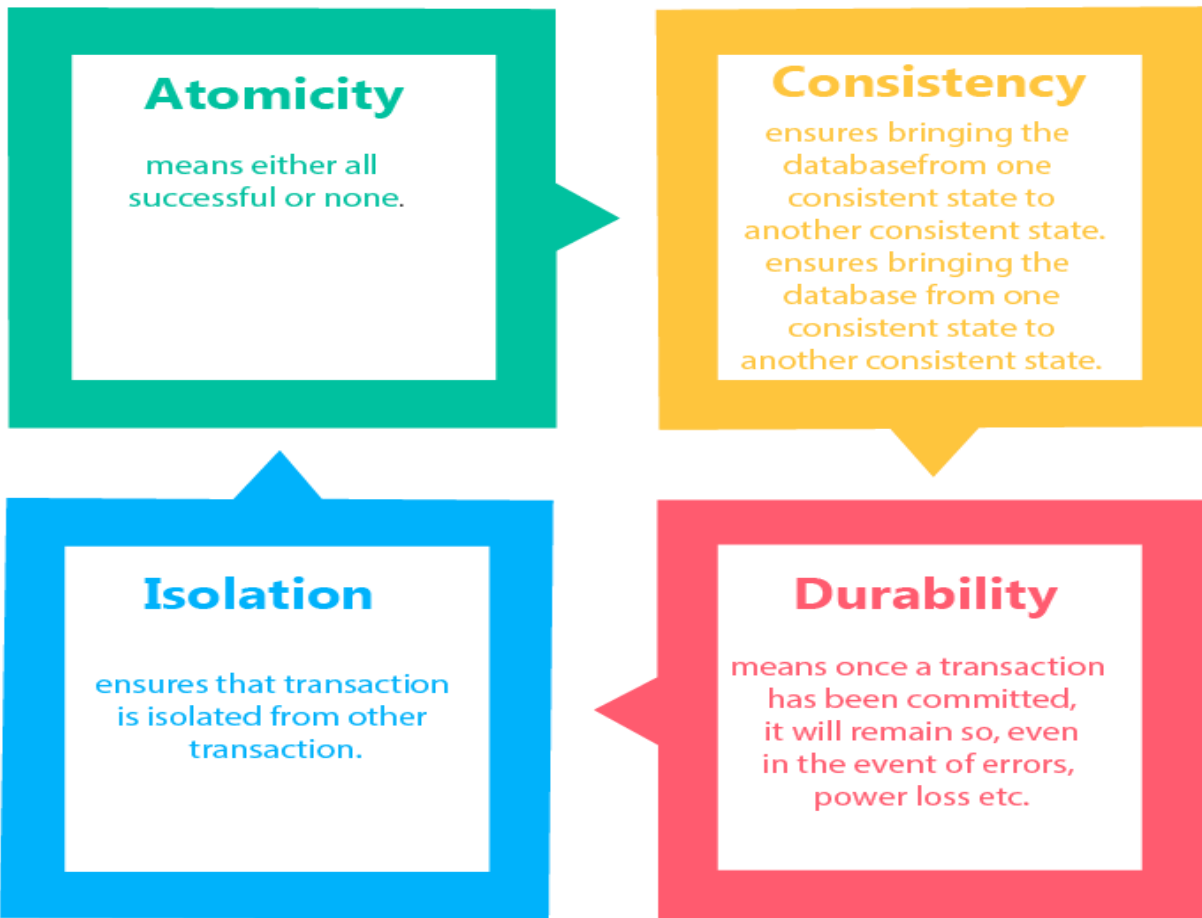 Atomicity
means either all
successful or none.
Consistency
ensures bringing the
databasefrom one
consistent state to
another consistent state.
ensures bringing the
database from one
consistent state to
another consistent state.
Isolation
ensures that transaction
is isolated from other
transaction.
Durability
means once a transaction
has been committed,
it will remain so, even
in the event of errors,
power loss etc.